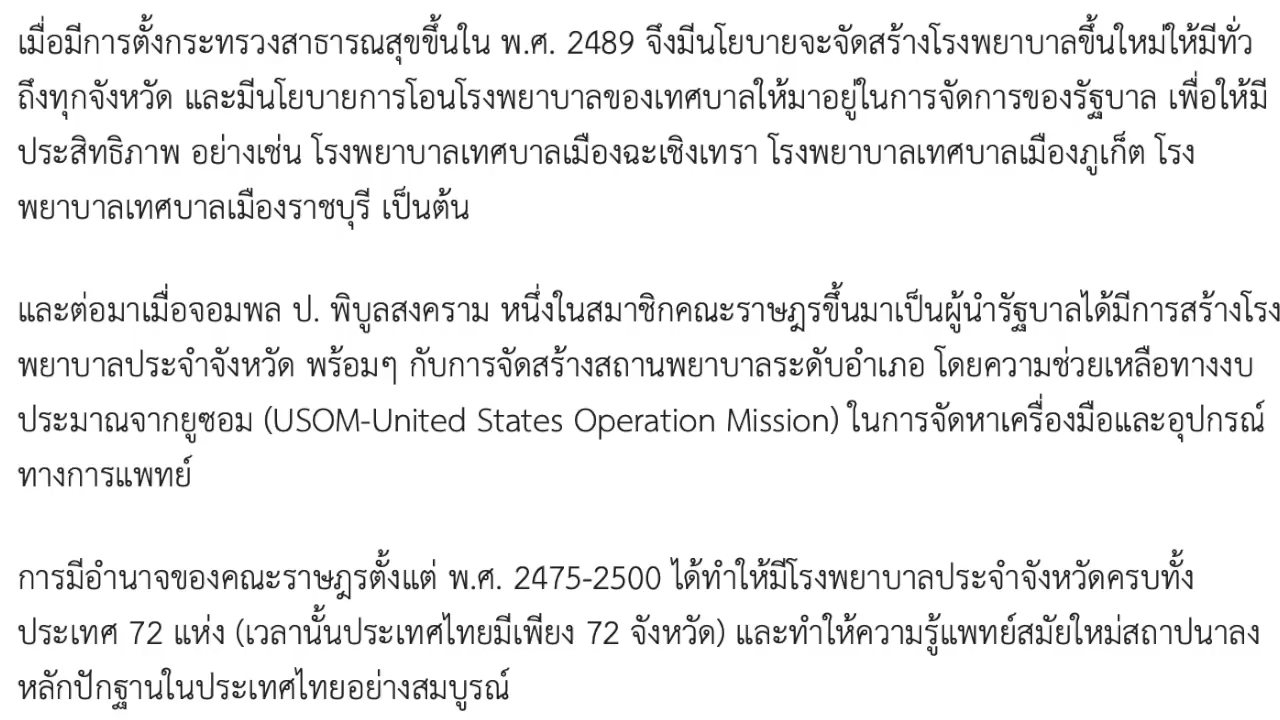 เมื่อมีการตั้งกระทรวงสาธารณสุขขึ้นใน พ.ศ. 2489 จึงมีนโยบายจะจัดสร้างโรงพยาบาลขึ้นใหม่ให้มีทั่ว
ถึงทุกจังหวัด และมีนโยบายการโอนโรงพยาบาลของเทศบาลให้มาอยู่ในการจัดการของรัฐบาล เพื่อให้มี
ประสิทธิภาพ อย่างเช่น โรงพยาบาลเทศบาลเมืองฉะเชิงเทรา โรงพยาบาลเทศบาลเมืองภูเก็ต โรง
พยาบาลเทศบาลเมืองราชบุรี เป็นต้น
และต่อมาเมื่อจอมพล ป. พิบูลสงคราม หนึ่งในสมาชิกคณะราษฎรขึ้นมาเป็นผู้นำรัฐบาลได้มีการสร้างโรง
พยาบาลประจำจังหวัด พร้อมๆ กับการจัดสร้างสถานพยาบาลระดับอำเภอ โดยความช่วยเหลือทางงบ
ประมาณจากยูซอม (USOM-United States Operation Mission) ในการจัดหาเครื่องมือและอุปกรณ์
ทางการแพทย์
การมีอำนาจของคณะราษฎรตั้งแต่ พ.ศ. 2475-2500 ได้ทำให้มีโรงพยาบาลประจำจังหวัดครบทั้ง
ประเทศ 72 แห่ง (เวลานั้นประเทศไทยมีเพียง 72 จังหวัด) และทำให้ความรู้แพทย์สมัยใหม่สถาปนาลง
หลักปักฐานในประเทศไทยอย่างสมบูรณ์